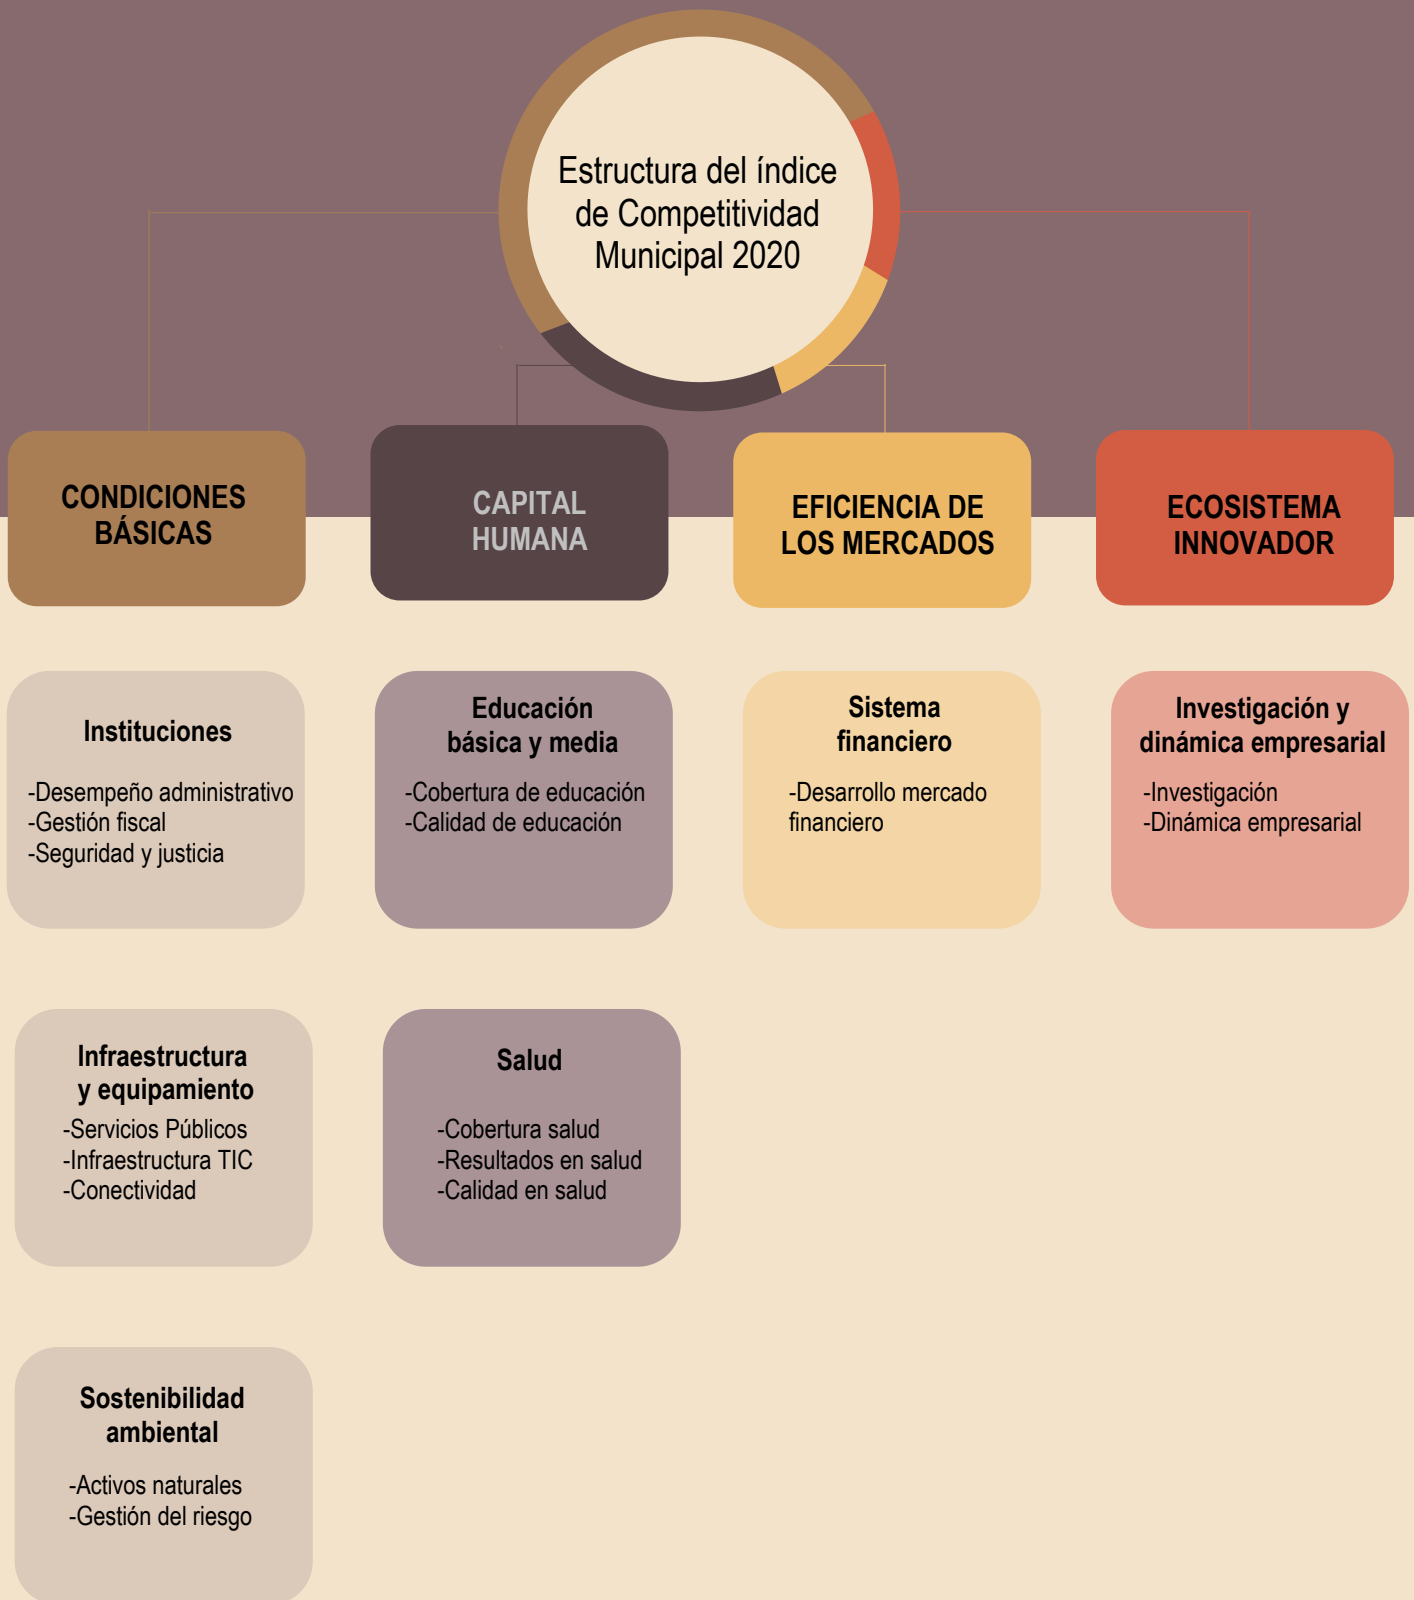 Estructura del índice
de Competitividad
Municipal 2020
CONDICIONES
BÁSICAS
CAPITAL
HUMANA
EFICIENCIA DE
LOS MERCADOS
ECOSISTEMA
INNOVADOR
Instituciones
-Desempeño administrativo
-Gestión fiscal
-Seguridad y justicia
Educación
básica y media
-Cobertura de educación
-Calidad de educación
Sistema
financiero
-Desarrollo mercado
financiero
Investigación y
dinámica empresarial
-Investigación
-Dinámica empresarial
Infraestructura
y equipamiento
-Servicios Públicos
-Infraestructura TIC
-Conectividad
Salud
-Cobertura salud
-Resultados en salud
-Calidad en salud
Sostenibilidad
ambiental
-Activos naturales
-Gestión del riesgo